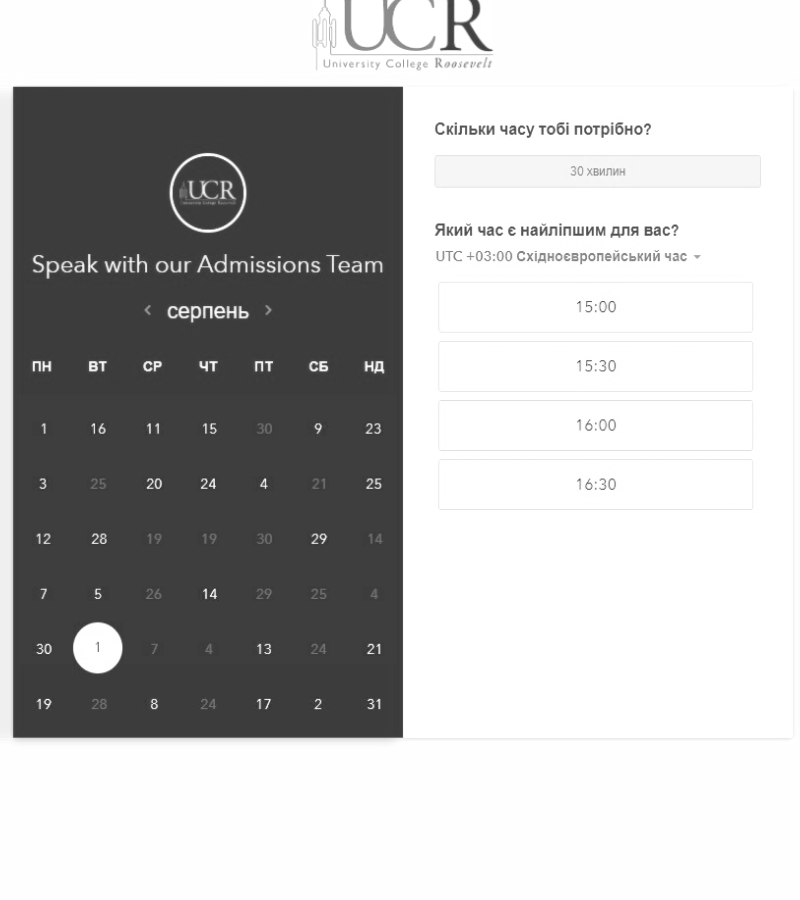 UCR
University College Roosevelt
UCR
Speak with our Admissions Team
серпень
ПН ВТ СР ЧТ ПТ СБ НД
1 16 11 15 30 9 23
3 25 20 24 4 21 25
12 28 19 19 30 29 14
7 5 26 14 29 25 4
30 1 7 4 13 24 21
19 28 8 24 17 2 31
Скільки часу тобі потрібно?
30 хвилин
Який час є найліпшим для вас?
UTC +03:00 Східноєвропейський час
15:00
15:30
16:00
16:30